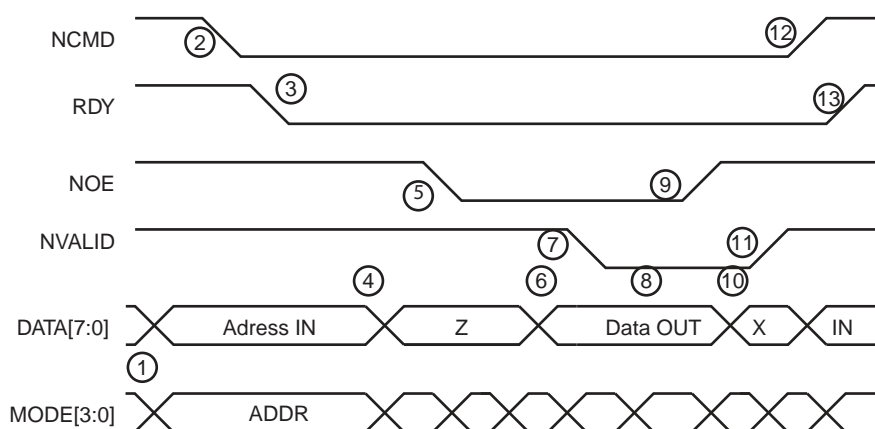 NCMD ② ⑫
RDY ③ ⑬
NOE ⑤ ⑨
NVALID ⑦ ⑪
④ ⑥ ⑧ ⑩
DATA[7:0] Adress IN Z Data OUT X IN
①
MODE[3:0] ADDR